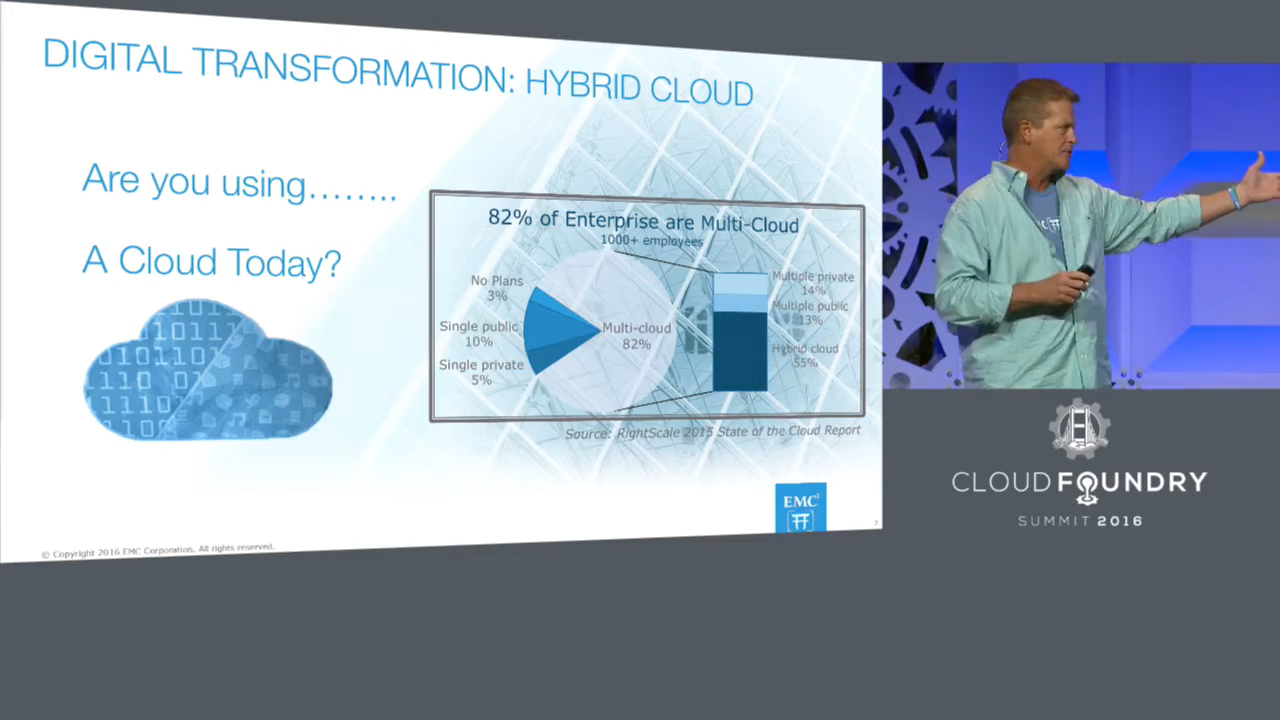 DIGITAL TRANSFORMATION: HYBRID CLOUD
Are you using........
A Cloud Today?
82% of Enterprise are Multi-Cloud
1000+ employees
No Plans
3%
Single public
10%
Single private
5%
Multi-cloud
82%
Multiple private
14%
Multiple public
13%
Hybrid cloud
55%
Source: RightScale 2015 State of the Cloud Report
EMC²
7
© Copyright 2016 EMC Corporation. All rights reserved.
CLOUD FOUNDRY
SUMMIT 2016